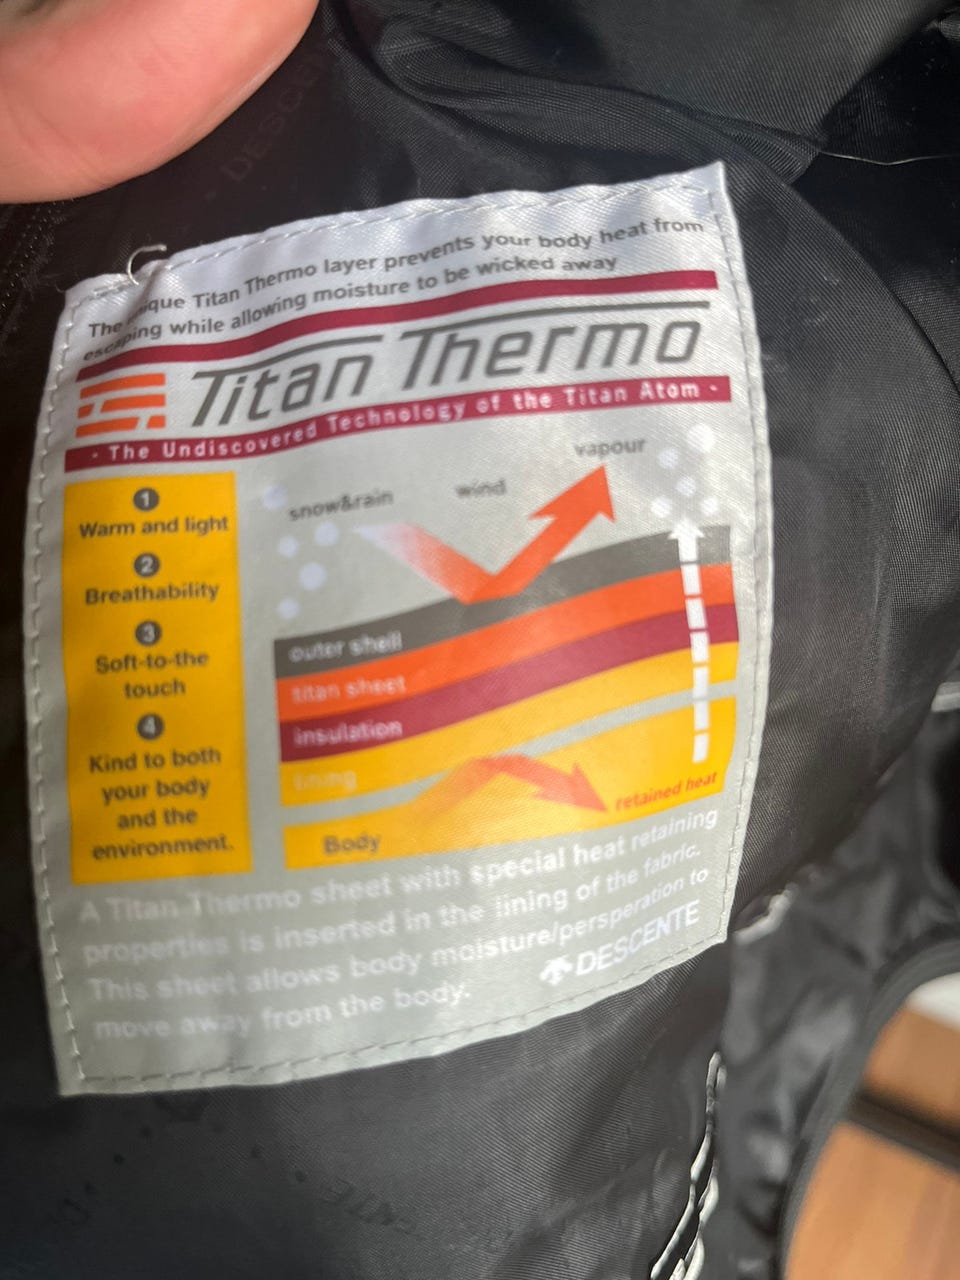 The unique Titan Thermo layer prevents your body heat from
escaping while allowing moisture to be wicked away
Titan Thermo
· The Undiscovered Technology of the Titan Atom ·
1
Warm and light
2
Breathability
3
Soft-to-the
touch
4
Kind to both
your body
and the
environment.
snow&rain
wind
vapour
outer shell
titan sheet
insulation
lining
Body
retained heat
A Titan Thermo sheet with special heat retaining
properties is inserted in the lining of the fabric.
This sheet allows body moisture/persperation to
move away from the body.
DESCENTE